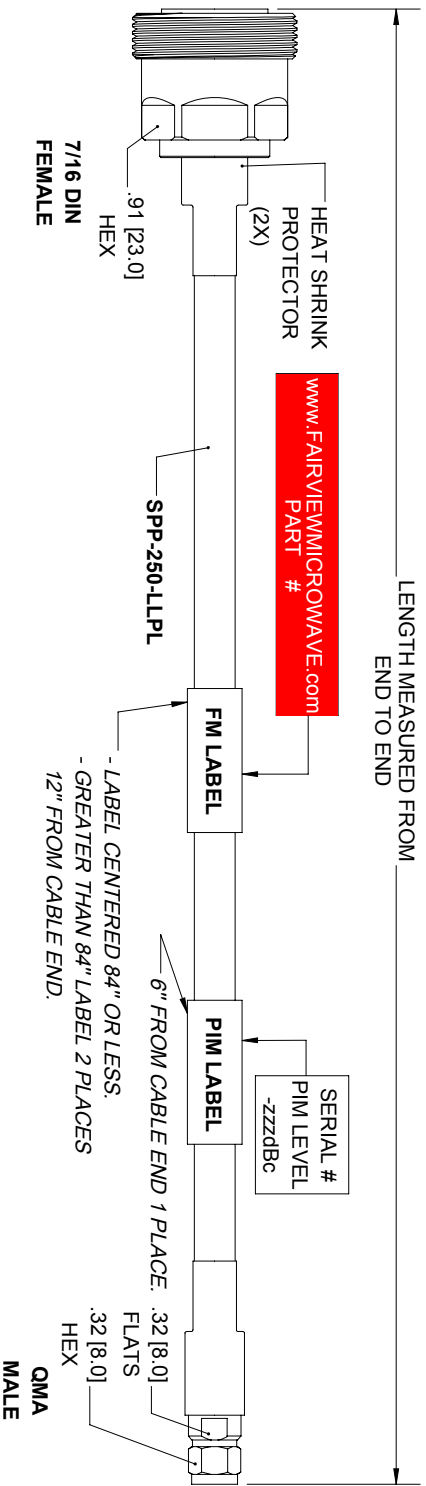 LENGTH MEASURED FROM
END TO END
www.FAIRVIEWMICROWAVE.com
PART #
HEAT SHRINK
PROTECTOR
(2X)
SERIAL #
PIM LEVEL
-zzzdBc
FM LABEL
PIM LABEL
.91 [23.0]
HEX
7/16 DIN
FEMALE
SPP-250-LLPL
- LABEL CENTERED 84" OR LESS.
- GREATER THAN 84" LABEL 2 PLACES
12" FROM CABLE END.
6" FROM CABLE END 1 PLACE.
.32 [8.0]
FLATS
.32 [8.0]
HEX
QMA
MALE